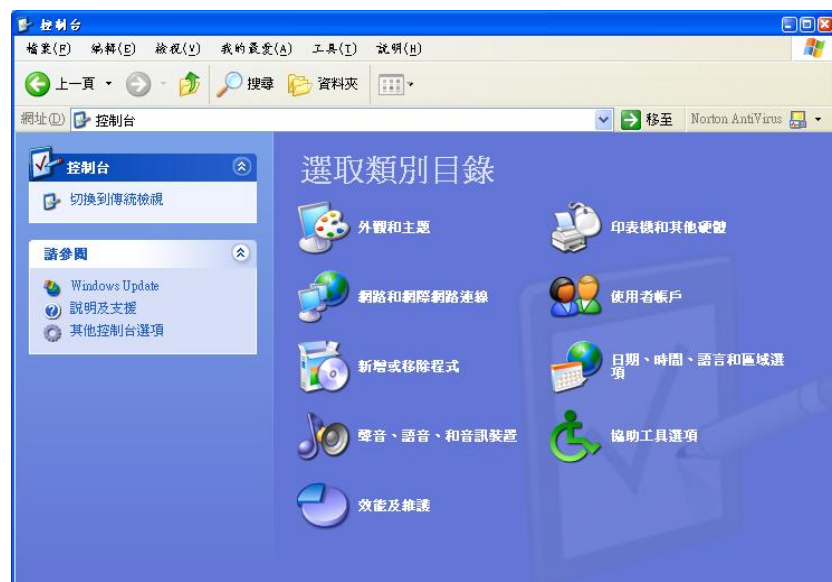 控制台
檔案(F) 編輯(E) 檢視(V) 我的最愛(A) 工具(T) 說明(H)
上一頁 搜尋 資料夾
網址(D) 控制台 移至 Norton AntiVirus
控制台
切換到傳統檢視
請參閱
Windows Update
說明及支援
其他控制台選項
選取類別目錄
外觀和主題
印表機和其他硬體
網路和網際網路連線
使用者帳戶
新增或移除程式
日期、時間、語言和區域選
項
聲音、語音、和音訊裝置
協助工具選項
效能及維護